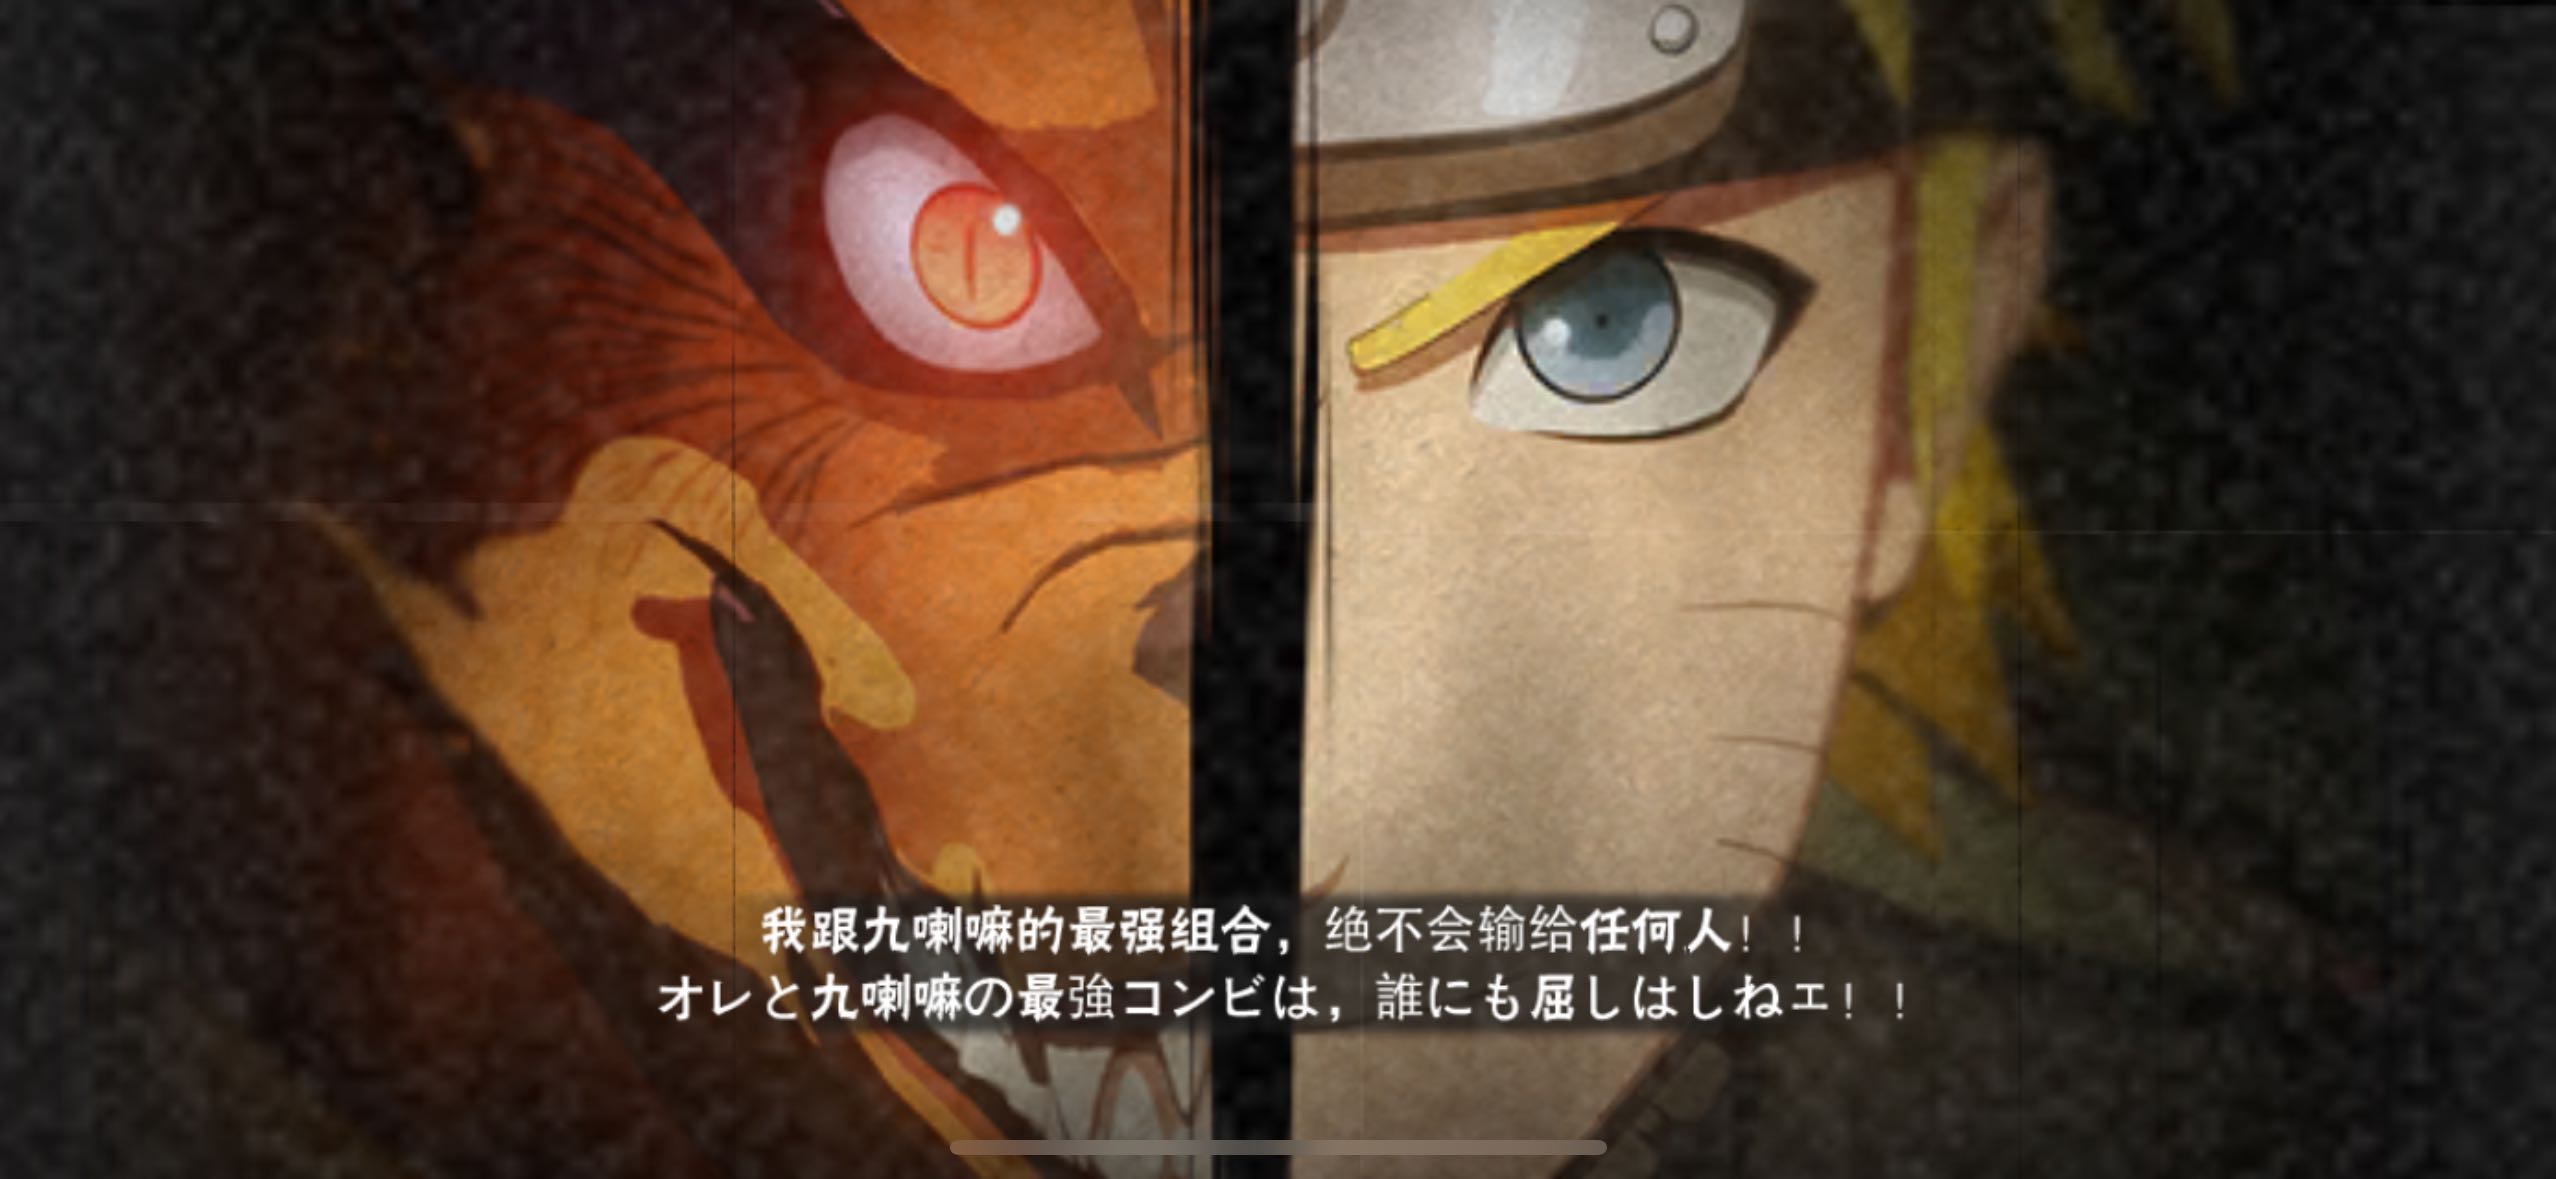 我跟九喇嘛的最强组合，绝不会输给任何人！！
オレと九喇嘛の最強コンビは，誰にも屈しはしねエ！！